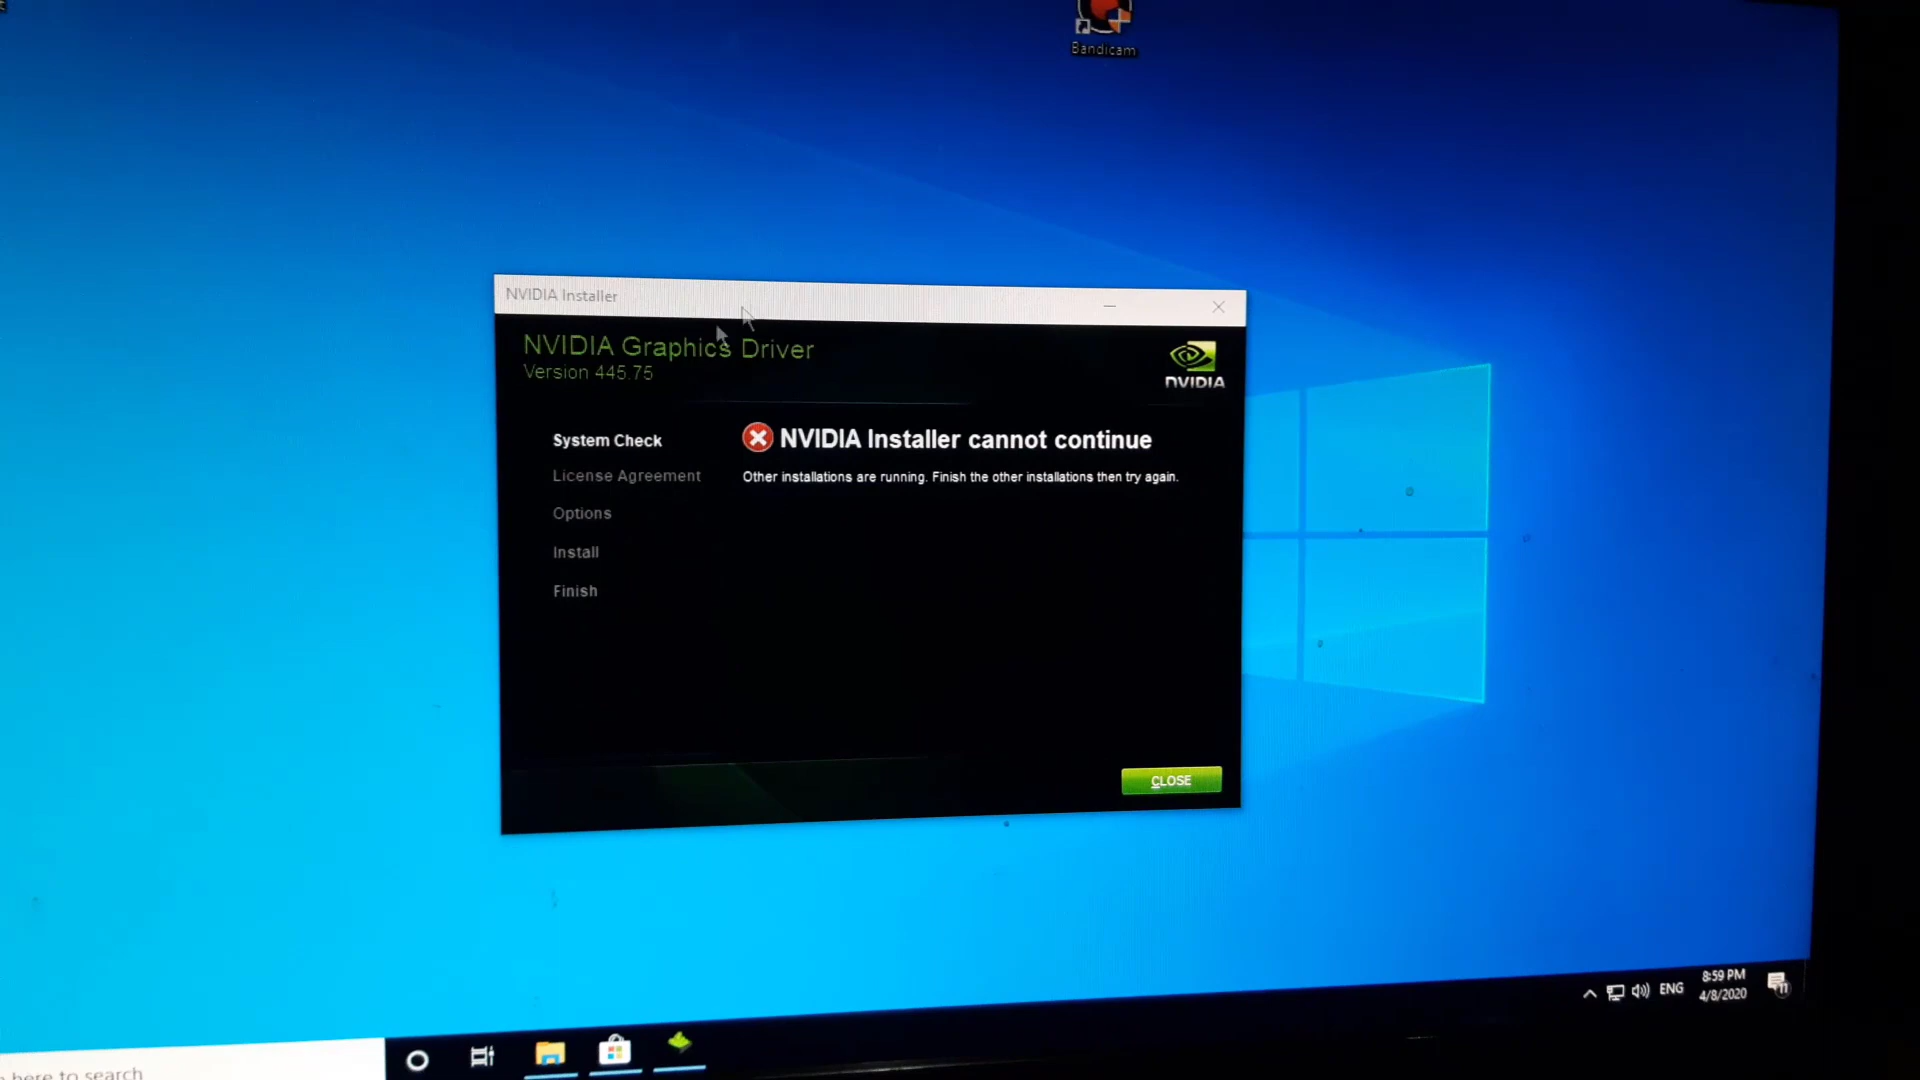 Bandicam
NVIDIA Installer
NVIDIA Graphics Driver
Version 445.75
NVIDIA
System Check
License Agreement
Options
Install
Finish
NVIDIA Installer cannot continue
Other installations are running. Finish the other installations then try again.
CLOSE
here to search
ENG
8:59 PM
4/8/2020
11